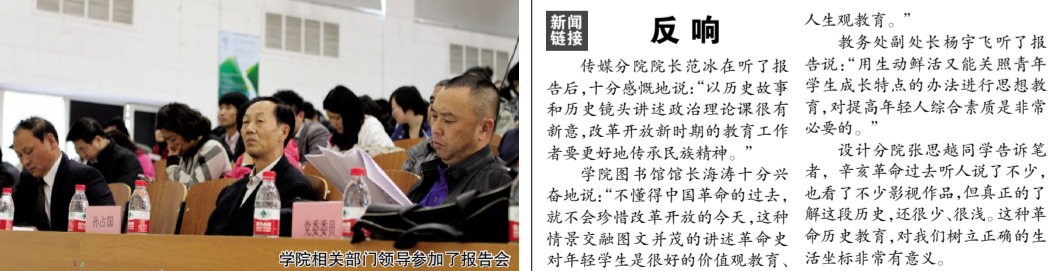 孙占国
党委委员
学院相关部门领导参加了报告会
新闻
链接
反响
传媒分院院长范冰在听了报
告后,十分感慨地说:“以历史故事
和历史镜头讲述政治理论课很有
新意,改革开放新时期的教育工作
者要更好地传承民族精神。”
学院图书馆馆长海涛十分兴
奋地说:“不懂得中国革命的过去,
就不会珍惜改革开放的今天,这种
情景交融图文并茂的讲述革命史
对年轻学生是很好的价值观教育、
人生观教育。”
教务处副处长杨宇飞听了报
告说:“用生动鲜活又能关照青年
学生成长特点的办法进行思想教
育,对提高年轻人综合素质是非常
必要的。”
设计分院张思越同学告诉笔
者,辛亥革命过去听人说了不少,
也看了不少影视作品,但真正的了
解这段历史,还很少、很浅。这种革
命历史教育,对我们树立正确的生
活坐标非常有意义。